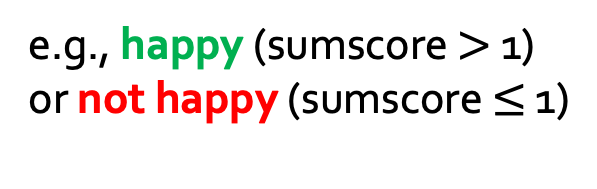 e.g., happy (sumscore > 1)
or not happy (sumscore ≤ 1)